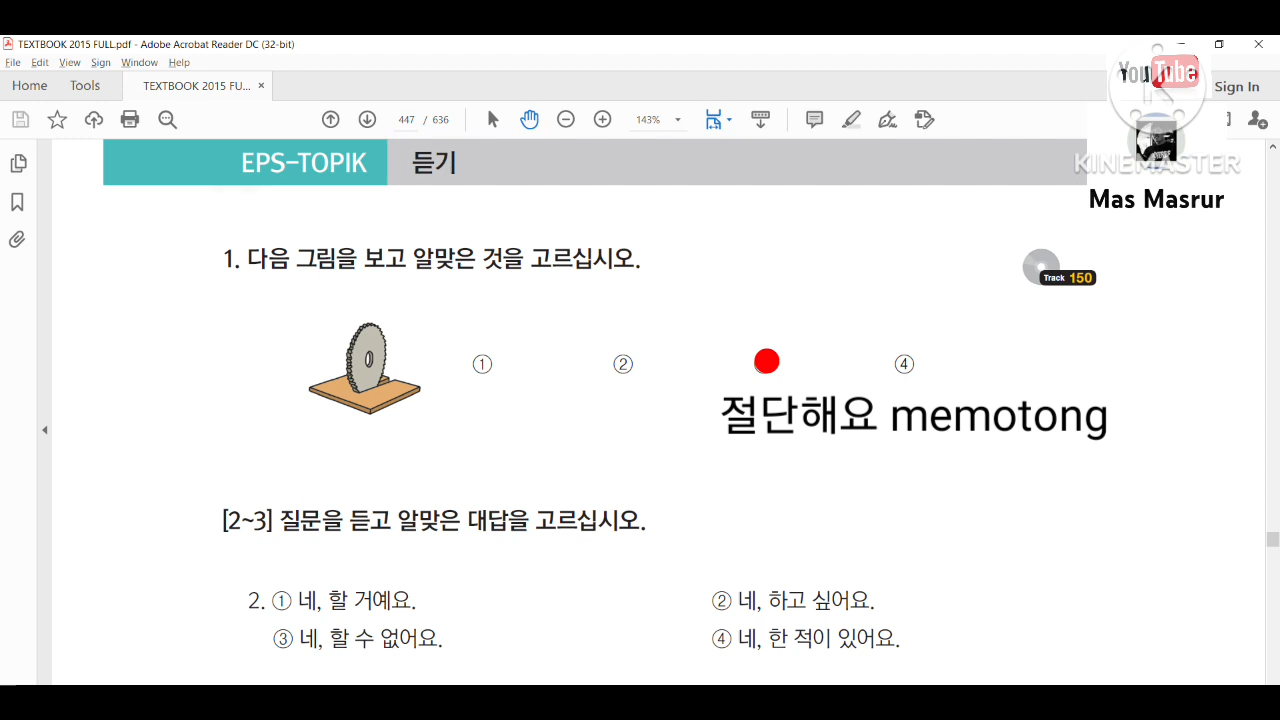 TEXTBOOK 2015 FULL.pdf - Adobe Acrobat Reader DC (32-bit)
File Edit View Sign Window Help
YouTube
Home Tools TEXTBOOK 2015 FU... × Sign In
447 / 636 143%
EPS-TOPIK 듣기
KINEMASTER
Mas Masrur
1. 다음 그림을 보고 알맞은 것을 고르십시오.
Track 150
① ② ④
절단해요 memotong
[2~3] 질문을 듣고 알맞은 대답을 고르십시오.
2. ① 네, 할 거예요. ② 네, 하고 싶어요.
③ 네, 할 수 없어요. ④ 네, 한 적이 있어요.